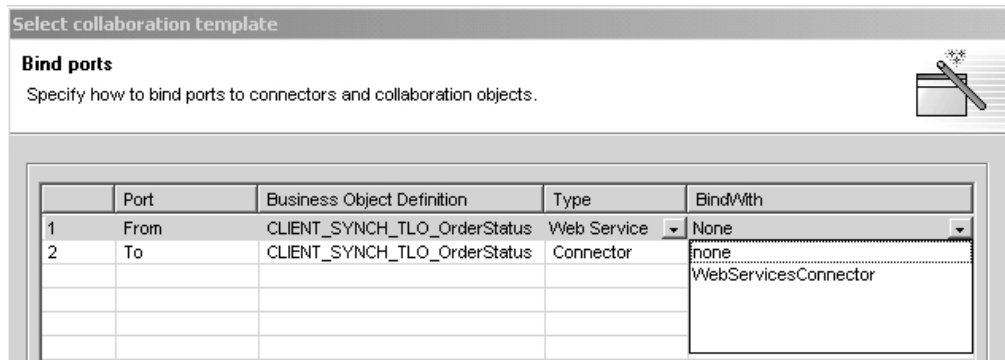 Select collaboration template
Bind ports
Specify how to bind ports to connectors and collaboration objects.
Port Business Object Definition Type BindWith
1 From CLIENT_SYNCH_TLO_OrderStatus Web Service None
2 To CLIENT_SYNCH_TLO_OrderStatus Connector none
WebServicesConnector